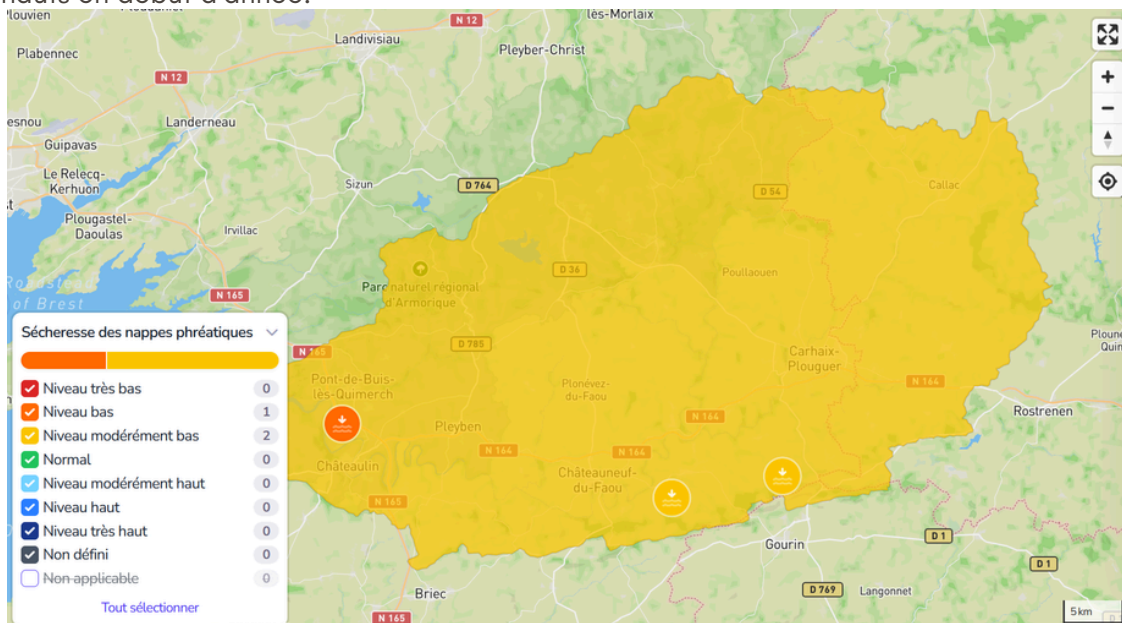 lès-Morlaix
N 12
Landivisiau
Pleyber-Christ
Plabennec
N 12
Landerneau
Guipavas
Le Relecq-
Kerhuon
Sizun
D 764
D 54
Callac
Plougastel-
Daoulas
Irvillac
D 36
Poullaouen
Parc naturel régional
d'Armorique
N 165
of Brest
Sécheresse des nappes phréatiques
Niveau très bas 0
Niveau bas 1
Niveau modérément bas 2
Normal 0
Niveau modérément haut 0
Niveau haut 0
Niveau très haut 0
Non défini 0
Non applicable 0
Tout sélectionner
N 165
D 785
Carhaix-
Plouguer
Pont-de-Buis-
lès-Quimerch
Plonévez-
du-Faou
N 164
Rostrenen
N 164
Pleyben
N 164
N 164
Châteaulin
Châteauneuf-
du-Faou
N 165
Gourin
D 1
D 1
Briec
D 769
Langonnet
N 165
5 km